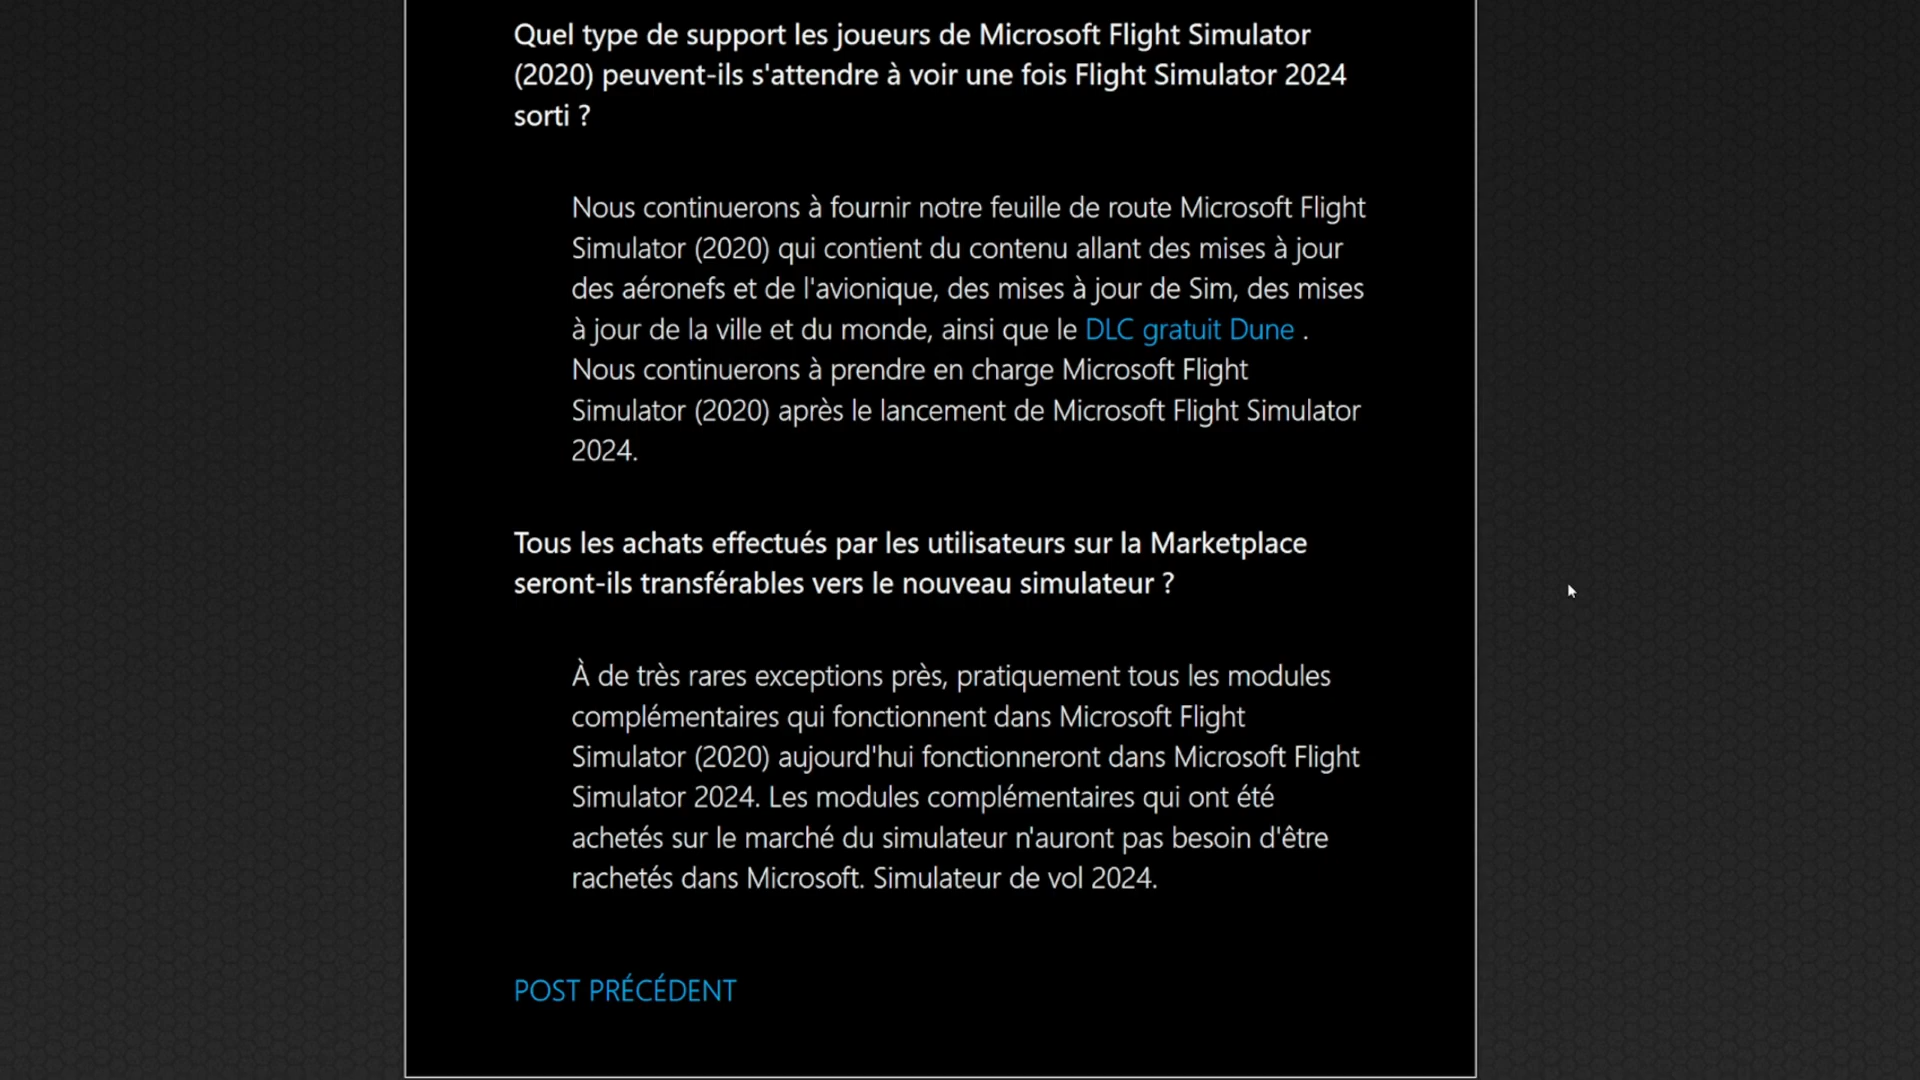 Quel type de support les joueurs de Microsoft Flight Simulator
(2020) peuvent-ils s'attendre à voir une fois Flight Simulator 2024
sorti ?
Nous continuerons à fournir notre feuille de route Microsoft Flight
Simulator (2020) qui contient du contenu allant des mises à jour
des aéronefs et de l'avionique, des mises à jour de Sim, des mises
à jour de la ville et du monde, ainsi que le DLC gratuit Dune .
Nous continuerons à prendre en charge Microsoft Flight
Simulator (2020) après le lancement de Microsoft Flight Simulator
2024.
Tous les achats effectués par les utilisateurs sur la Marketplace
seront-ils transférables vers le nouveau simulateur ?
À de très rares exceptions près, pratiquement tous les modules
complémentaires qui fonctionnent dans Microsoft Flight
Simulator (2020) aujourd'hui fonctionneront dans Microsoft Flight
Simulator 2024. Les modules complémentaires qui ont été
achetés sur le marché du simulateur n'auront pas besoin d'être
rachetés dans Microsoft. Simulateur de vol 2024.
POST PRÉCÉDENT